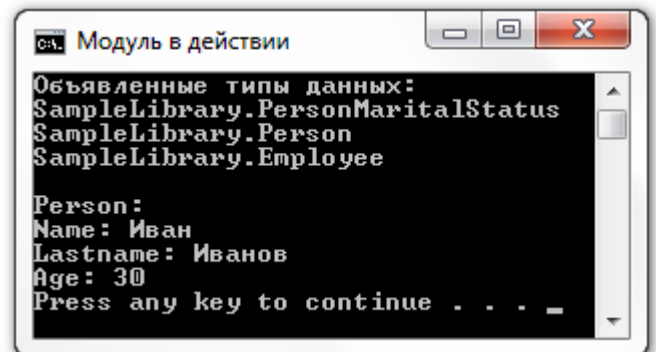 Модуль в действии
Объявленные типы данных:
SampleLibrary.PersonMaritalStatus
SampleLibrary.Person
SampleLibrary.Employee
Person:
Name: Иван
Lastname: Иванов
Age: 30
Press any key to continue . . . _